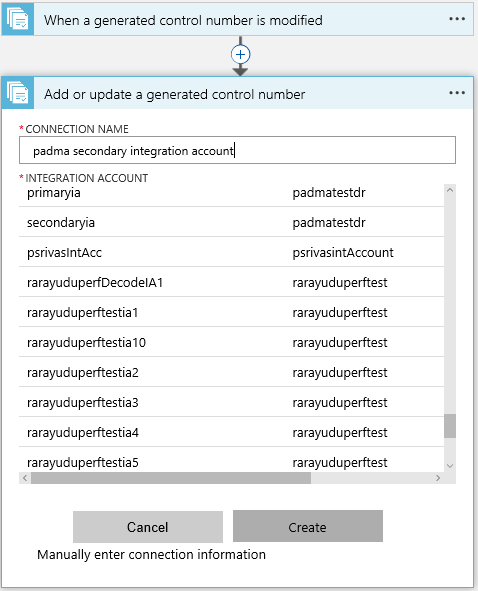 When a generated control number is modified
Add or update a generated control number
* CONNECTION NAME
padma secondary integration account
* INTEGRATION ACCOUNT
primaryia padmatestdr
secondaryia padmatestdr
psrivasIntAcc psrivasintAccount
rarayuduperfDecodeIA1 rarayuduperftest
rarayuduperftestia1 rarayuduperftest
rarayuduperftestia10 rarayuduperftest
rarayuduperftestia2 rarayuduperftest
rarayuduperftestia3 rarayuduperftest
rarayuduperftestia4 rarayuduperftest
rarayuduperftestia5 rarayuduperftest
Cancel Create
Manually enter connection information